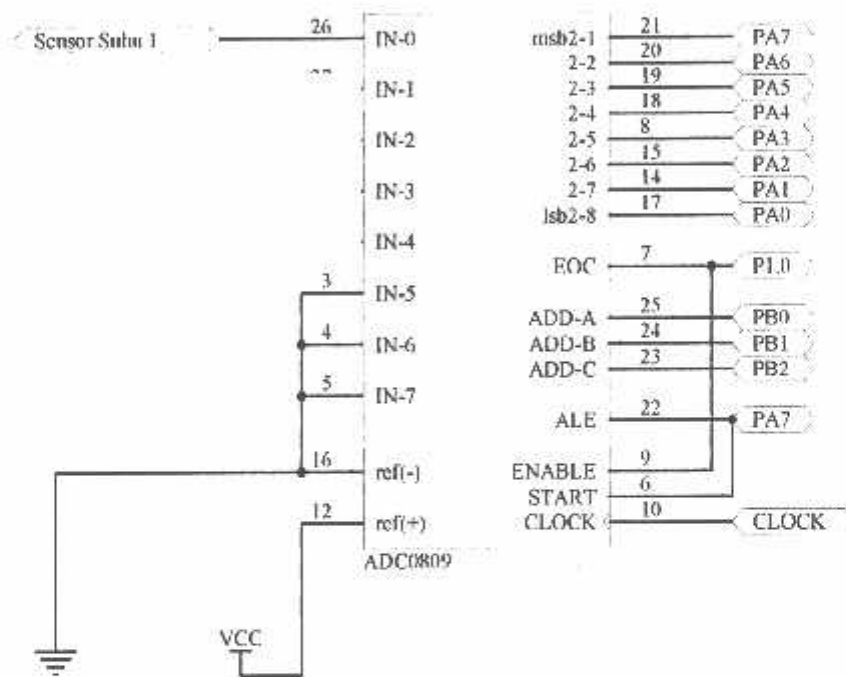 Sensor Suhu 1
26
IN-0
IN-1
IN-2
IN-3
IN-4
3
IN-5
4
IN-6
5
IN-7
16
ref(-)
12
ref(+)
ADC0809
VCC
msb2-1 21 PA7
2-2 20 PA6
2-3 19 PA5
2-4 18 PA4
2-5 8 PA3
2-6 15 PA2
2-7 14 PA1
lsb2-8 17 PA0
EOC 7 P1.0
ADD-A 25 PB0
ADD-B 24 PB1
ADD-C 23 PB2
ALE 22 PA7
ENABLE 9
START 6
CLOCK 10 CLOCK